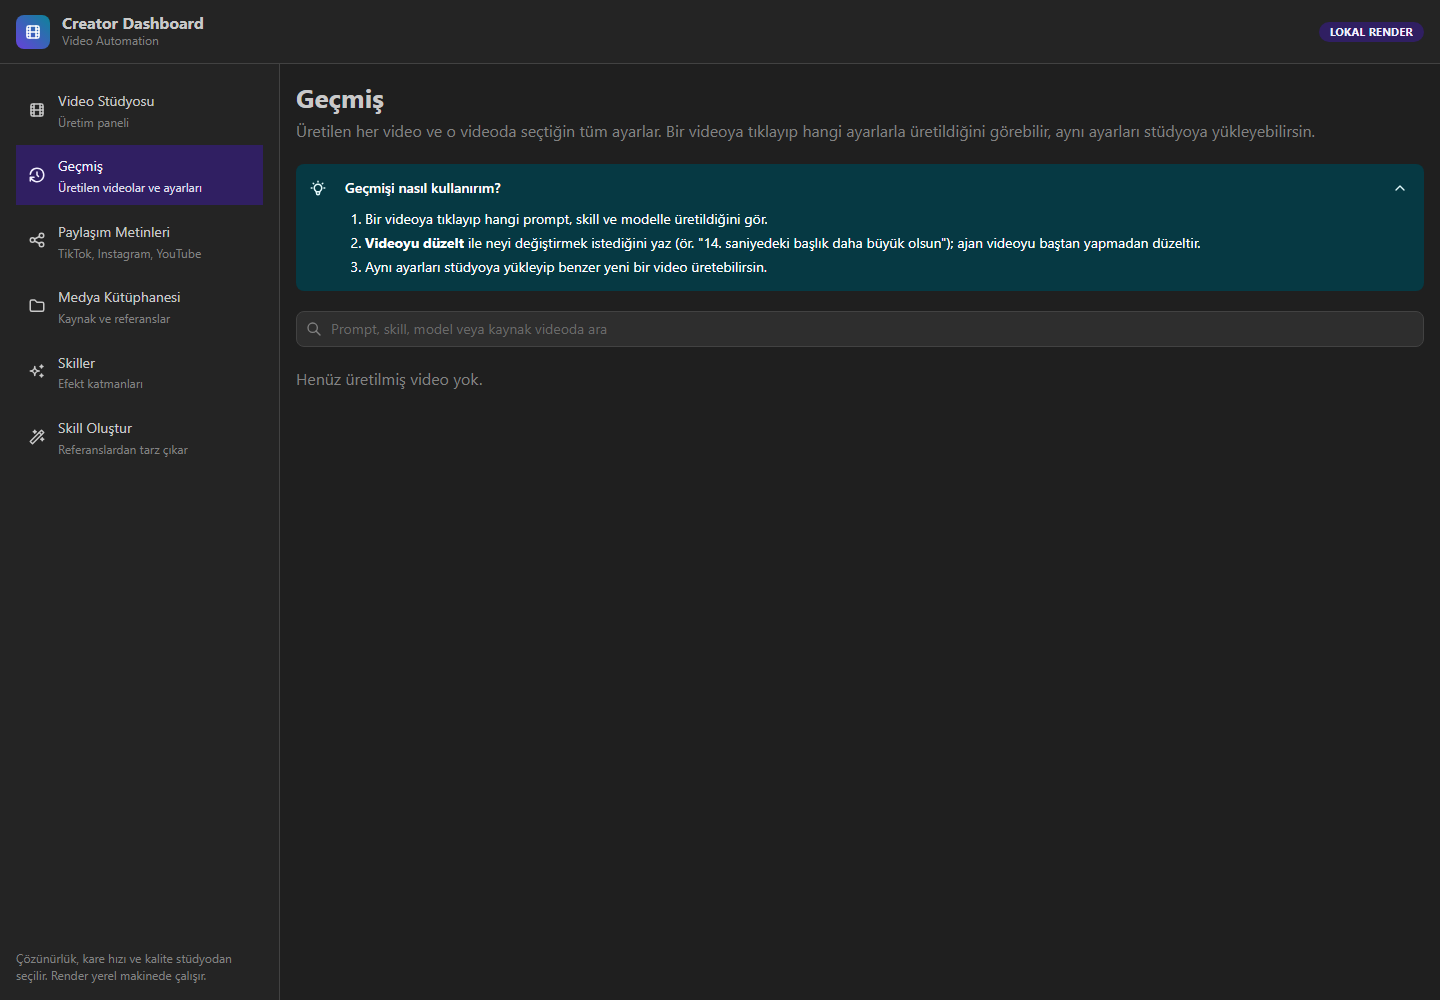 Creator Dashboard
Video Automation
LOKAL RENDER
Video Stüdyosu
Üretim paneli
Geçmiş
Üretilen videolar ve ayarları
Paylaşım Metinleri
TikTok, Instagram, YouTube
Medya Kütüphanesi
Kaynak ve referanslar
Skiller
Efekt katmanları
Skill Oluştur
Referanslardan tarz çıkar
Çözünürlük, kare hızı ve kalite stüdyodan
seçilir. Render yerel makinede çalışır.
Geçmiş
Üretilen her video ve o videoda seçtiğin tüm ayarlar. Bir videoya tıklayıp hangi ayarlarla üretildiğini görebilir, aynı ayarları stüdyoya yükleyebilirsin.
Geçmişi nasıl kullanırım?
1. Bir videoya tıklayıp hangi prompt, skill ve modelle üretildiğini gör.
2. Videoyu düzelt ile neyi değiştirmek istediğini yaz (ör. "14. saniyedeki başlık daha büyük olsun"); ajan videoyu baştan yapmadan düzeltir.
3. Aynı ayarları stüdyoya yükleyip benzer yeni bir video üretebilirsin.
Prompt, skill, model veya kaynak videoda ara
Henüz üretilmiş video yok.